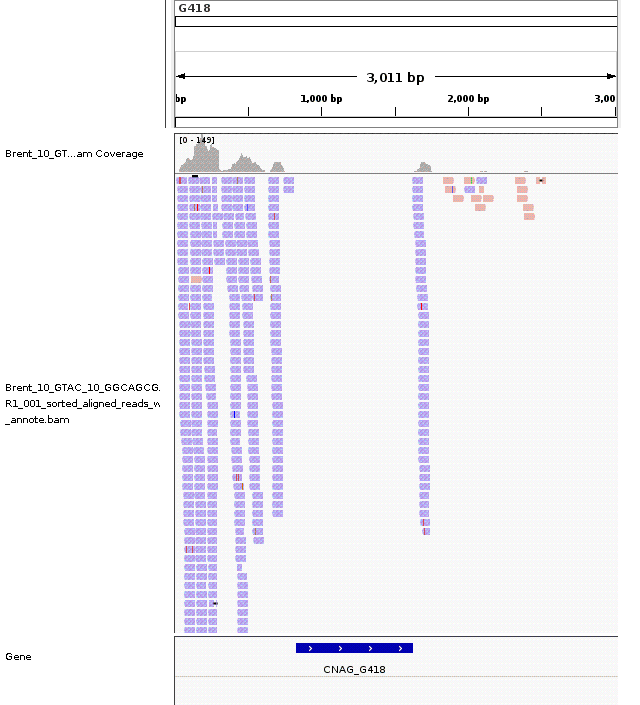 G418
3,011 bp
bp
1,000 bp
2,000 bp
3,00
[0 - 149]
Brent_10_GT...am Coverage
Brent_10_GTAC_10_GGCAGCG.
R1_001_sorted_aligned_reads_w
_annote.bam
Gene
CNAG_G418